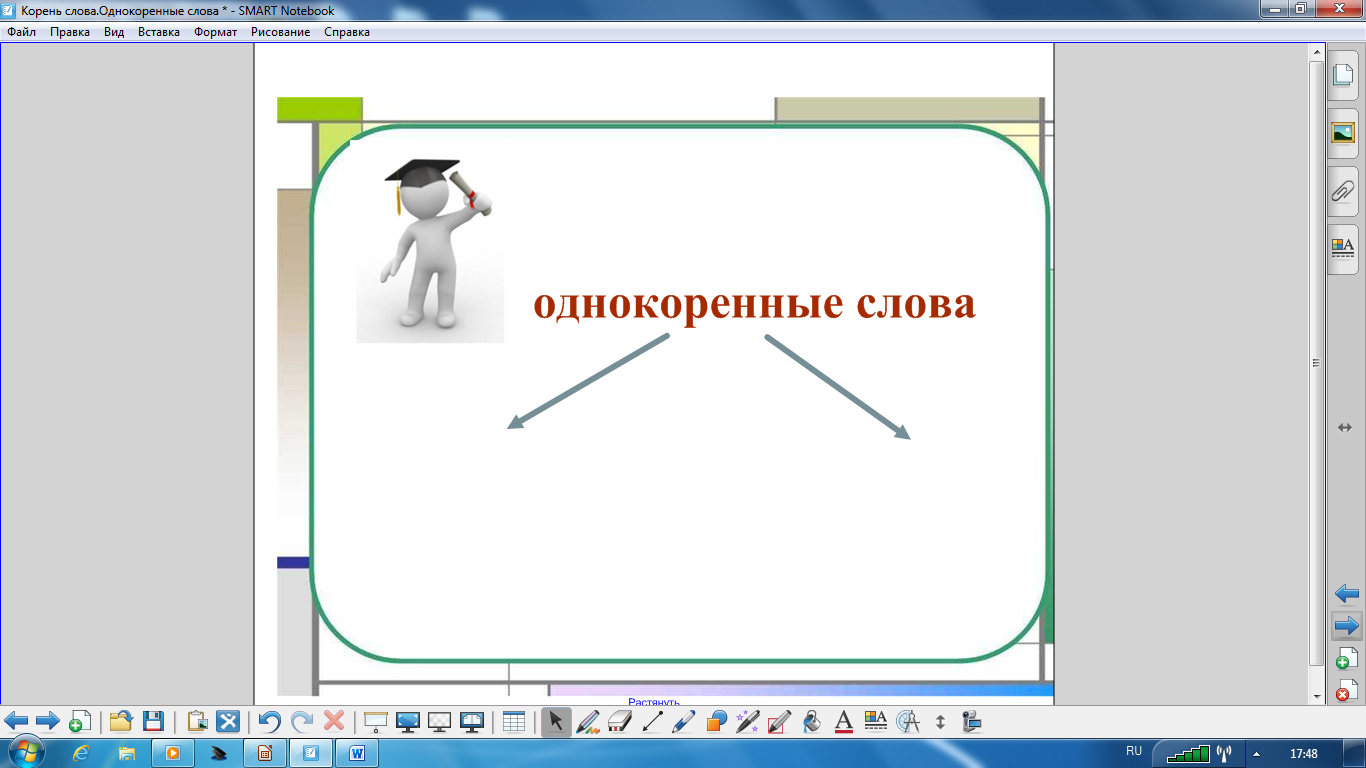 Корень слова.Однокоренные слова * - SMART Notebook
Файл Правка Вид Вставка Формат Рисование Справка
однокоренные слова
Растянуть
RU
17:48